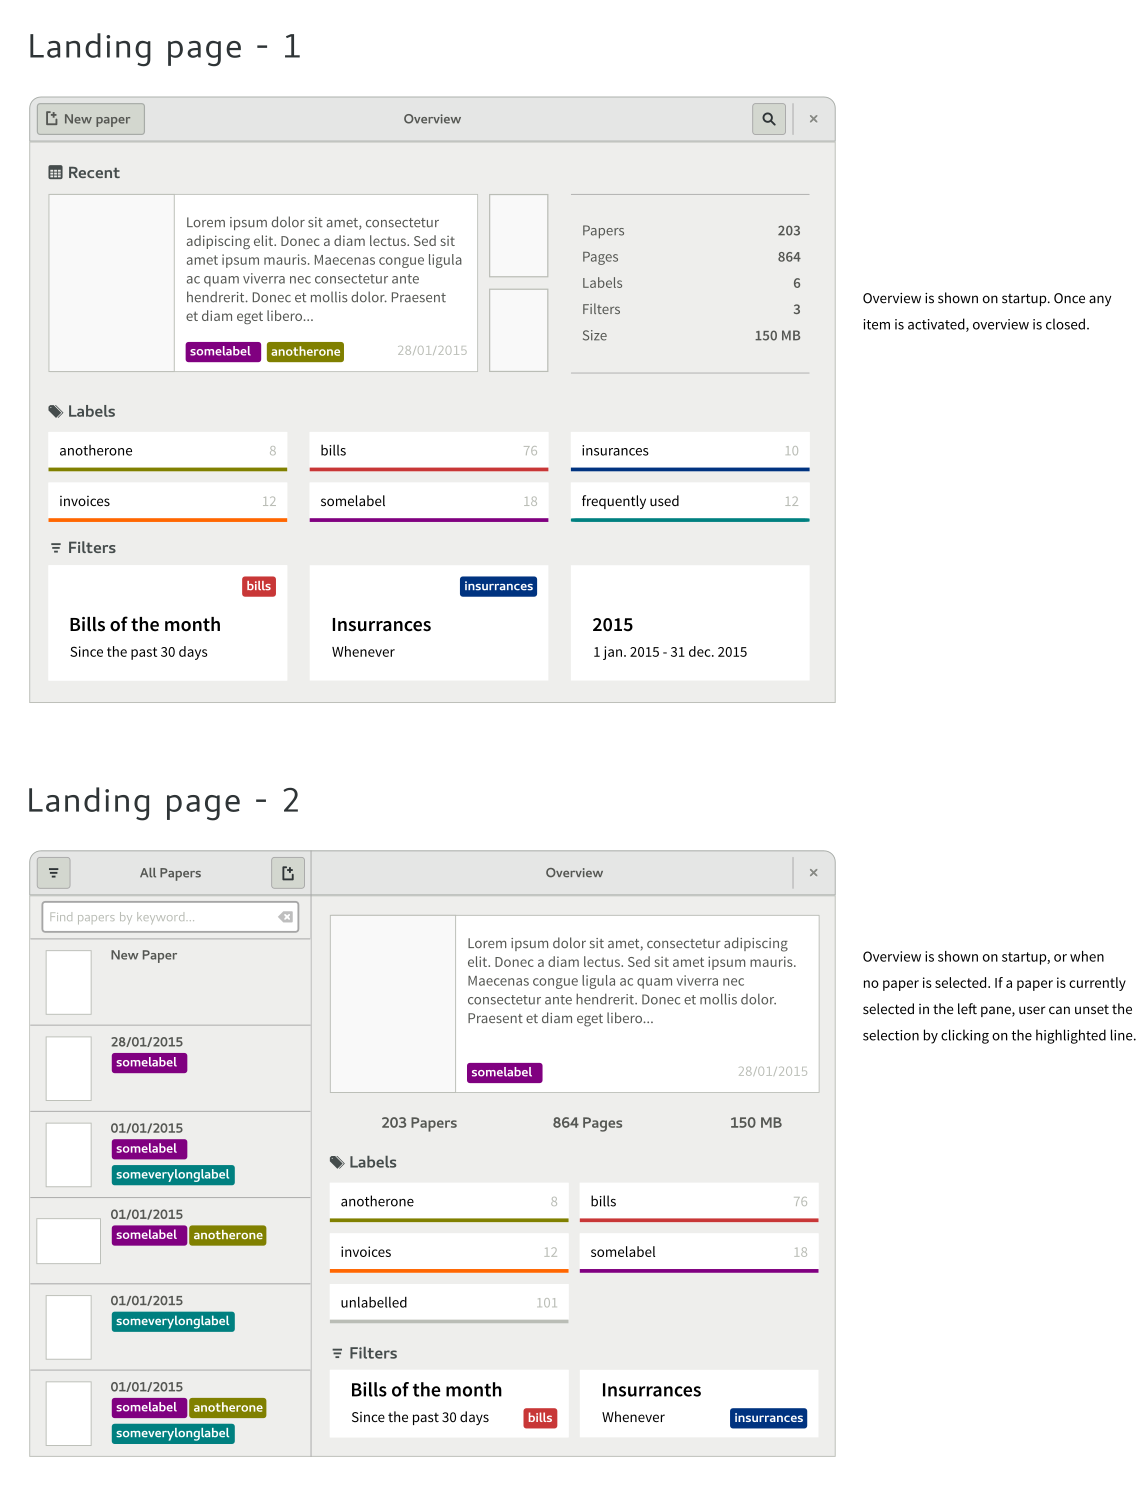 Landing page - 1
New paper
Overview
×
Recent
Lorem ipsum dolor sit amet, consectetur
adipiscing elit. Donec a diam lectus. Sed sit
amet ipsum mauris. Maecenas congue ligula
ac quam viverra nec consectetur ante
hendrerit. Donec et mollis dolor. Praesent
et diam eget libero...
somelabel anotherone 28/01/2015
Papers 203
Pages 864
Labels 6
Filters 3
Size 150 MB
Overview is shown on startup. Once any
item is activated, overview is closed.
Labels
anotherone 8
bills 76
insurances 10
invoices 12
somelabel 18
frequently used 12
Filters
bills
Bills of the month
Since the past 30 days
insurrances
Insurrances
Whenever
2015
1 jan. 2015 - 31 dec. 2015
Landing page - 2
All Papers
Overview
×
Find papers by keyword...
New Paper
28/01/2015
somelabel
01/01/2015
somelabel
someverylonglabel
01/01/2015
somelabel anotherone
01/01/2015
someverylonglabel
01/01/2015
somelabel anotherone
someverylonglabel
Lorem ipsum dolor sit amet, consectetur adipiscing
elit. Donec a diam lectus. Sed sit amet ipsum mauris.
Maecenas congue ligula ac quam viverra nec
consectetur ante hendrerit. Donec et mollis dolor.
Praesent et diam eget libero...
somelabel 28/01/2015
203 Papers 864 Pages 150 MB
Labels
anotherone 8
bills 76
invoices 12
somelabel 18
unlabelled 101
Filters
Bills of the month
Since the past 30 days bills
Insurrances
Whenever insurrances
Overview is shown on startup, or when
no paper is selected. If a paper is currently
selected in the left pane, user can unset the
selection by clicking on the highlighted line.